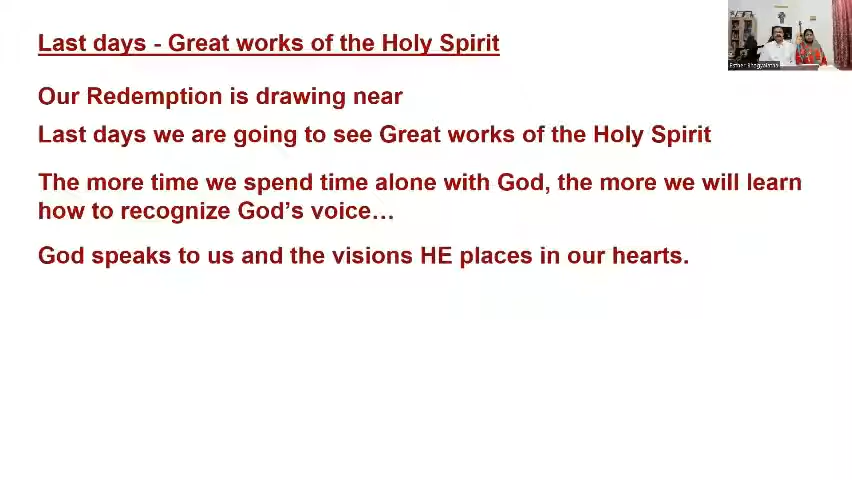 Last days - Great works of the Holy Spirit
Our Redemption is drawing near
Last days we are going to see Great works of the Holy Spirit
The more time we spend time alone with God, the more we will learn
how to recognize God’s voice…
God speaks to us and the visions HE places in our hearts.
Esther Bhagyalatha